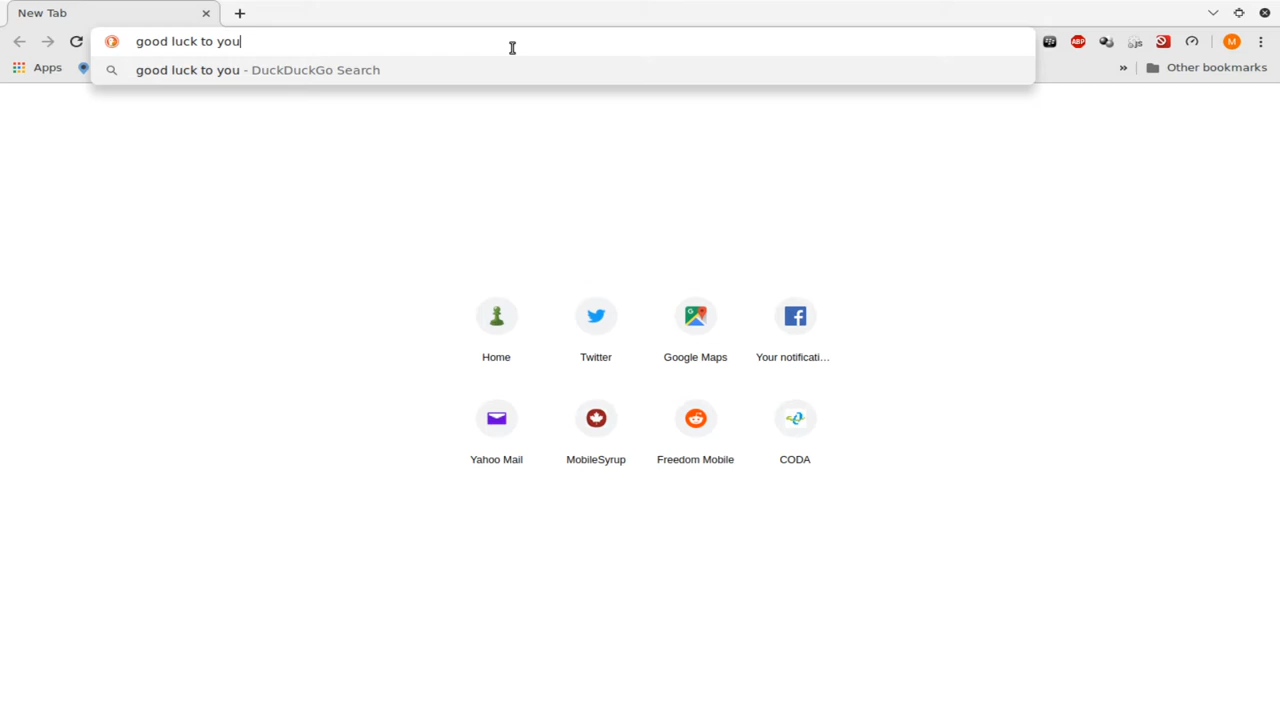 New Tab
good luck to you
good luck to you - DuckDuckGo Search
ABP
M
Apps
» Other bookmarks
Home Twitter Google Maps Your notificati...
Yahoo Mail MobileSyrup Freedom Mobile CODA